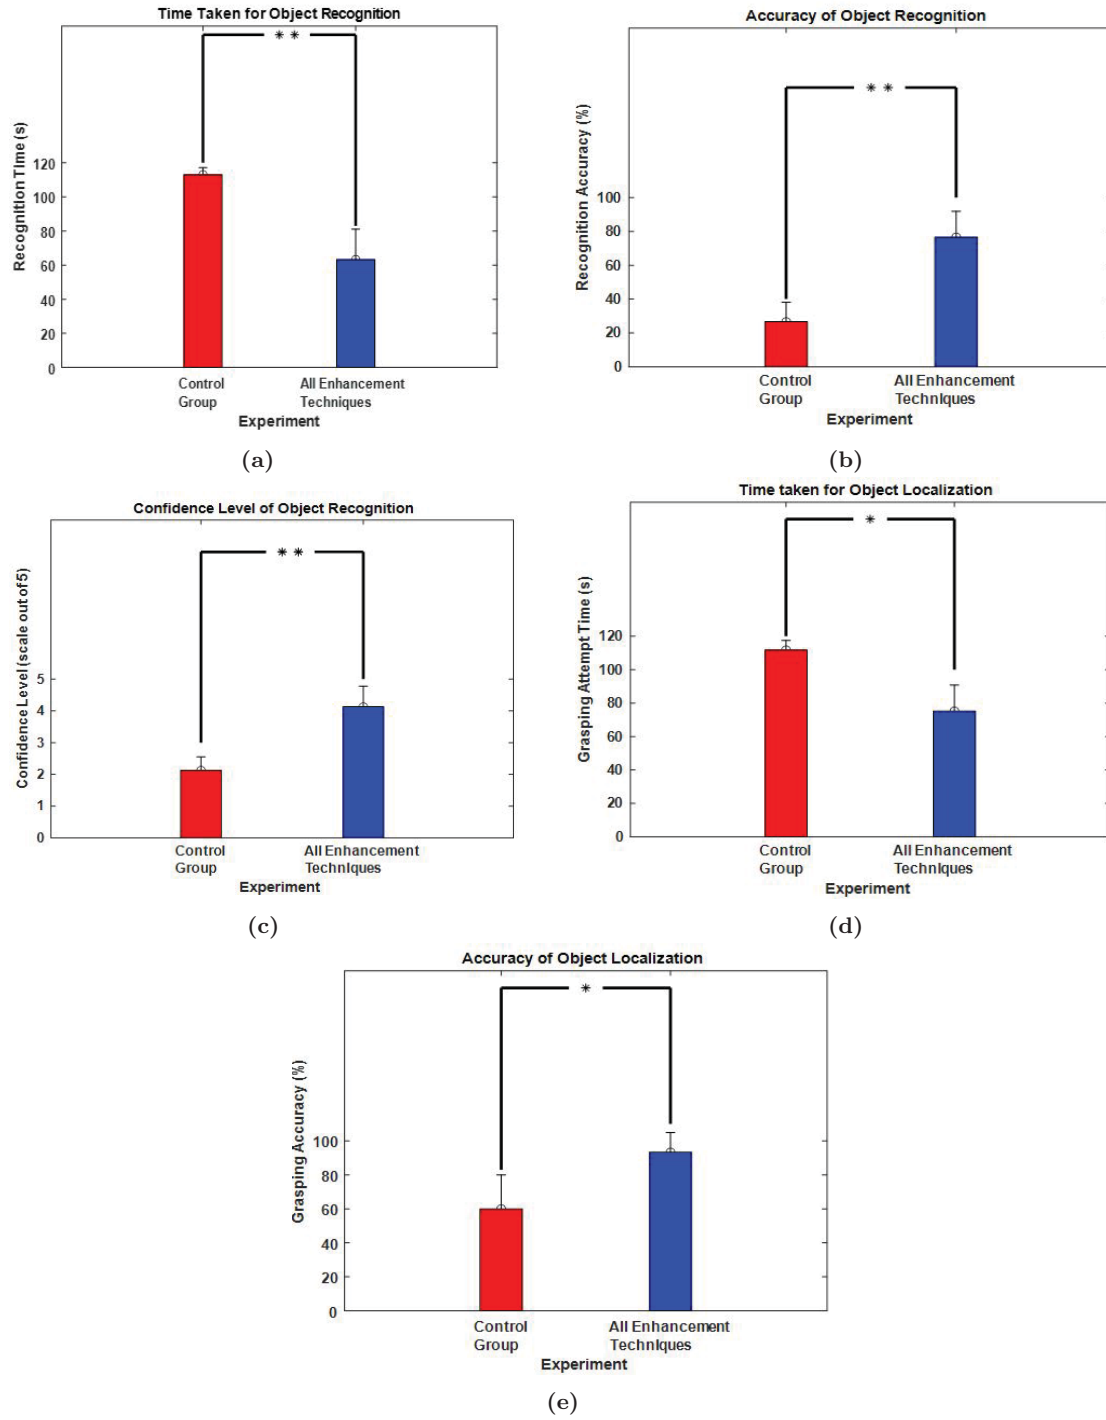 Time Taken for Object Recognition
* *
Recognition Time (s)
120
100
80
60
40
20
0
Control
Group
All Enhancement
Techniques
Experiment
(a)
Accuracy of Object Recognition
* *
Recognition Accuracy (%)
100
80
60
40
20
0
Control
Group
All Enhancement
Techniques
Experiment
(b)
Confidence Level of Object Recognition
* *
Confidence Level (scale out of 5)
5
4
3
2
1
0
Control
Group
All Enhancement
Techniques
Experiment
(c)
Time taken for Object Localization
*
Grasping Attempt Time (s)
120
100
80
60
40
20
0
Control
Group
All Enhancement
Techniques
Experiment
(d)
Accuracy of Object Localization
*
Grasping Accuracy (%)
100
80
60
40
20
0
Control
Group
All Enhancement
Techniques
Experiment
(e)